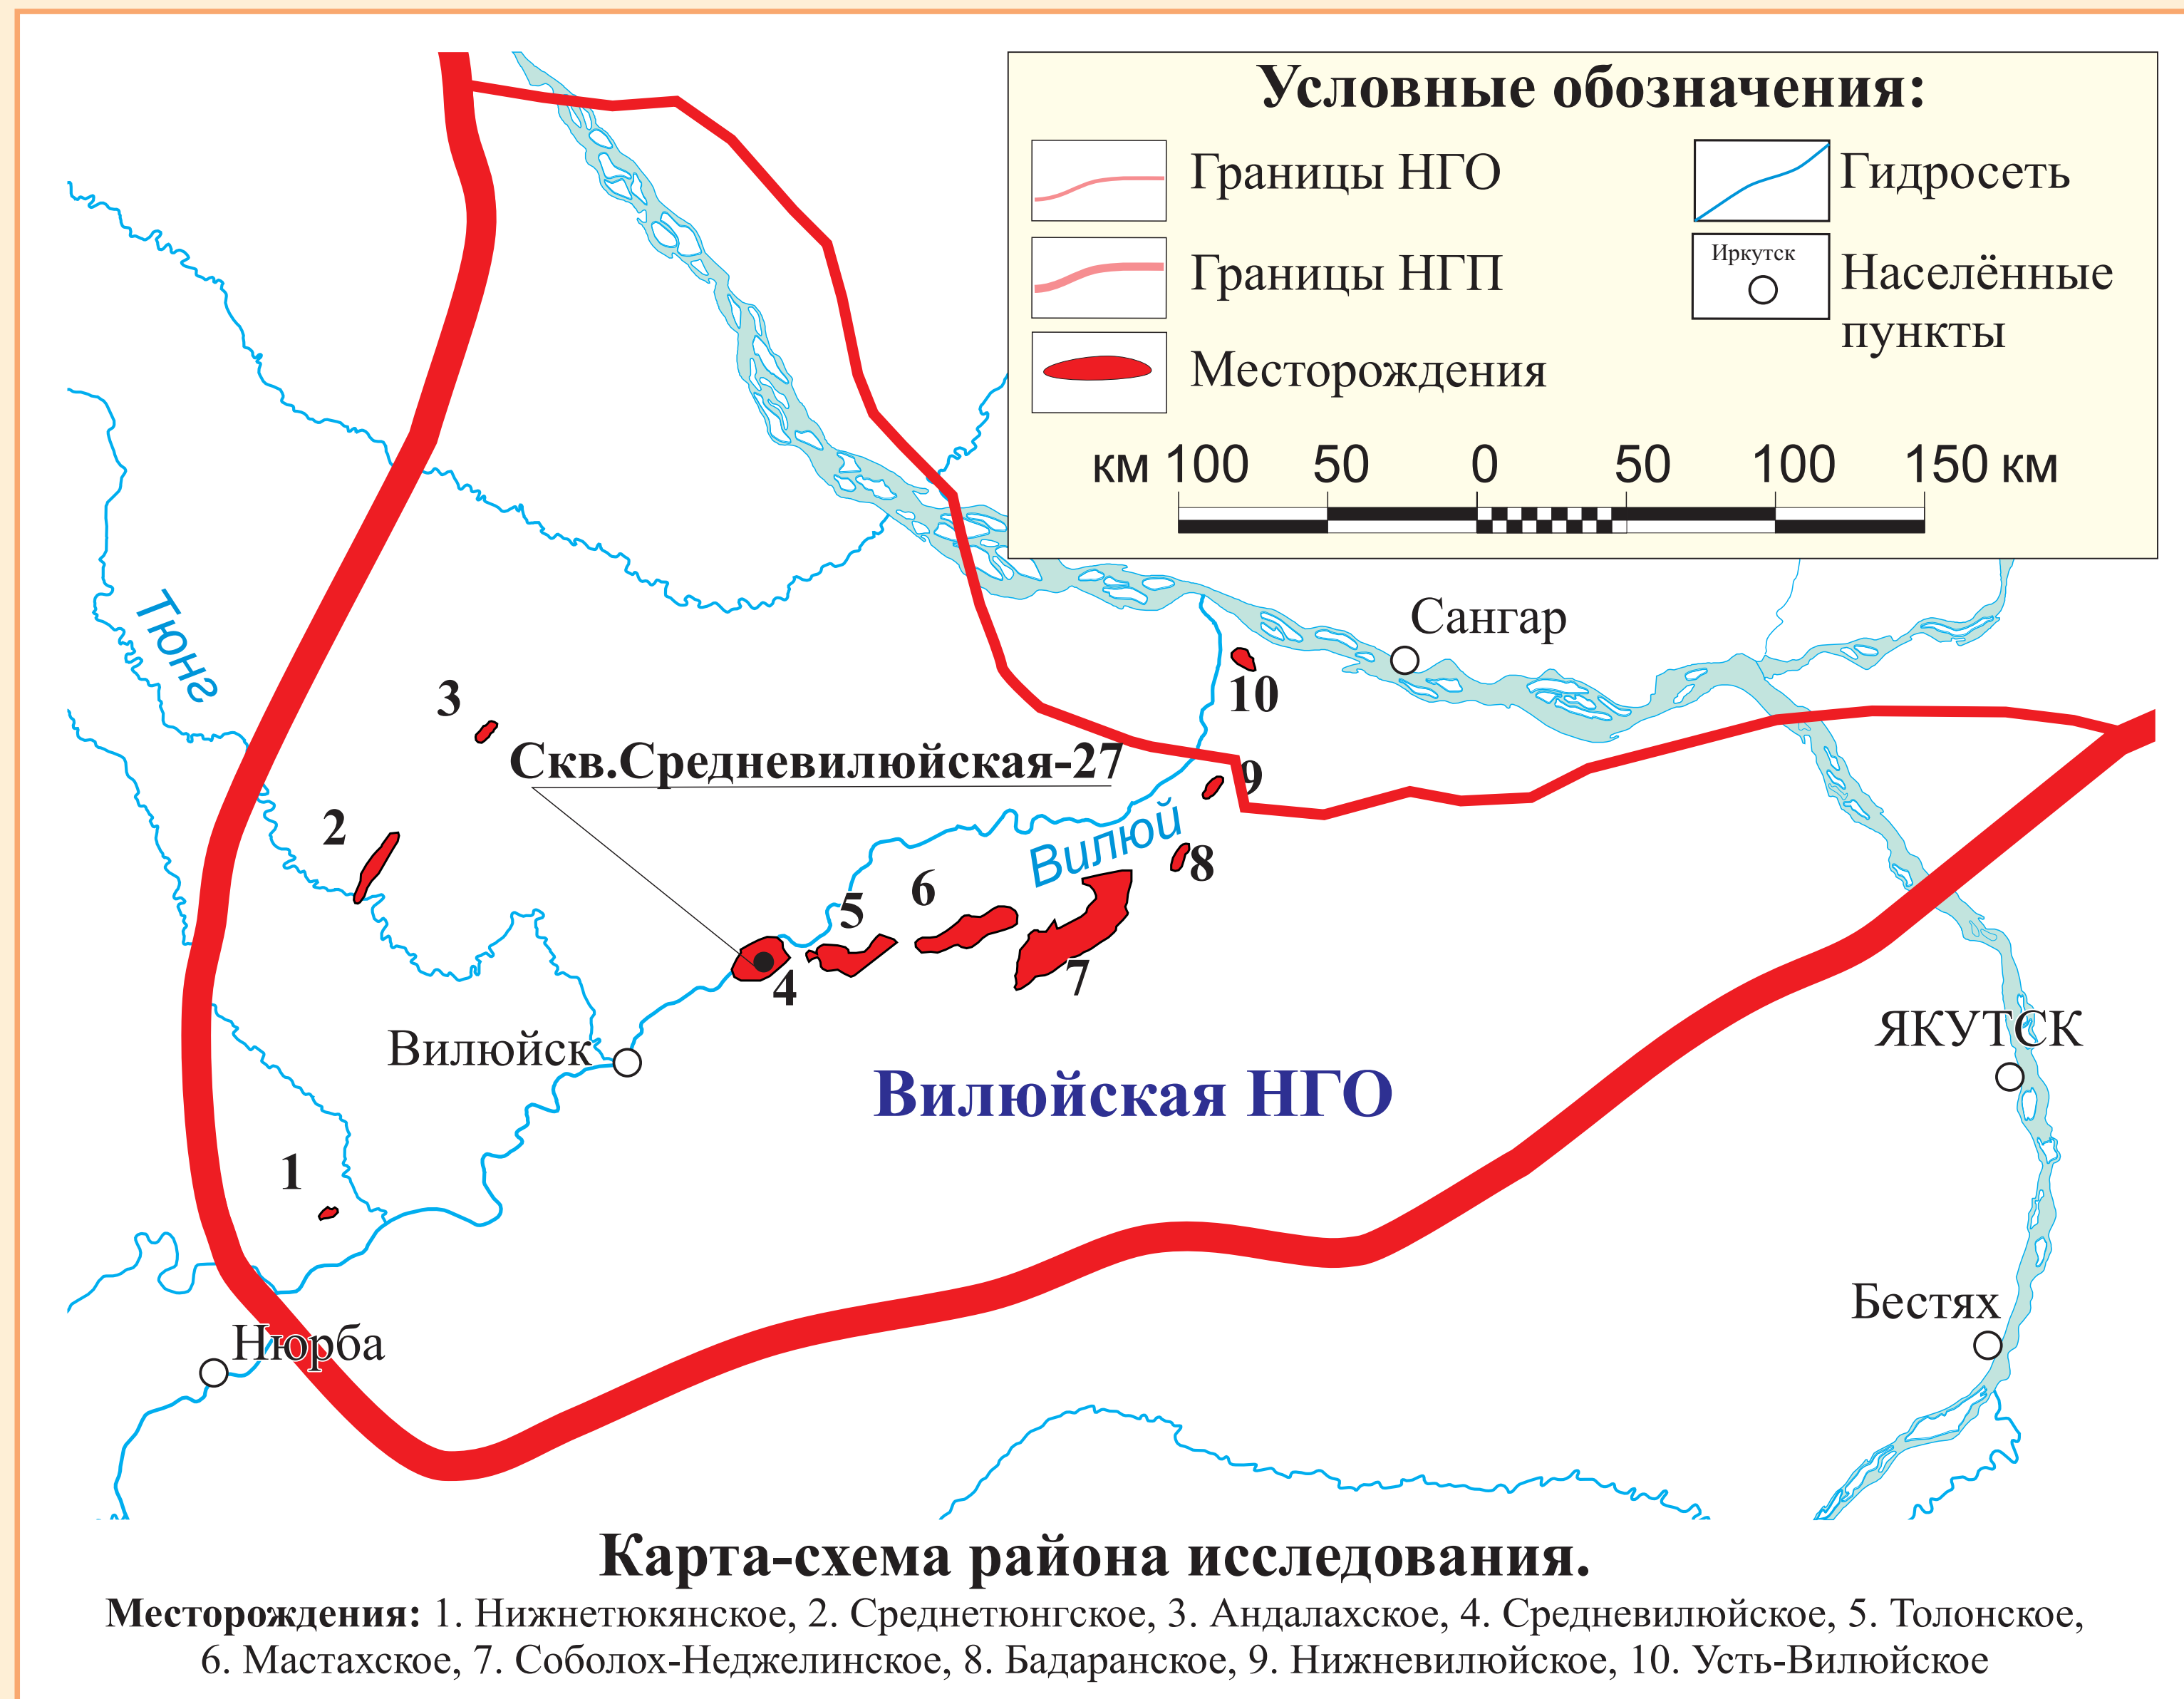 Условные обозначения:
Границы НГО
Гидросеть
Границы НГП
Иркутск
Населённые
пункты
Месторождения
км 100 50 0 50 100 150 км
Тюнг
Сангар
3
10
Скв.Средневилюйская-27
9
2
Вилюй
8
6
5
7
4
ЯКУТСК
Вилюйск
Вилюйская НГО
1
Бестях
Нюрба
Карта-схема района исследования.
Месторождения: 1. Нижнетюкянское, 2. Среднетюнгское, 3. Андалахское, 4. Средневилюйское, 5. Толонское,
6. Мастахское, 7. Соболох-Неджелинское, 8. Бадаранское, 9. Нижневилюйское, 10. Усть-Вилюйское